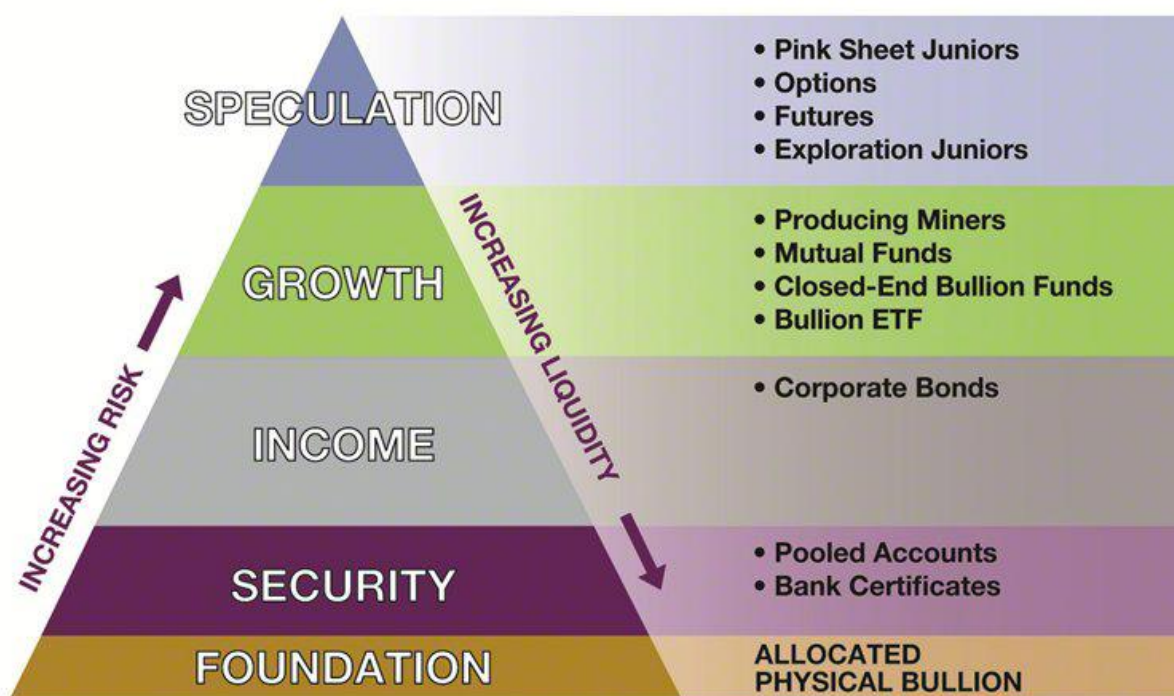 SPECULATION
• Pink Sheet Juniors
• Options
• Futures
• Exploration Juniors
INCREASING RISK
INCREASING LIQUIDITY
GROWTH
• Producing Miners
• Mutual Funds
• Closed-End Bullion Funds
• Bullion ETF
INCOME
• Corporate Bonds
SECURITY
• Pooled Accounts
• Bank Certificates
FOUNDATION
ALLOCATED
PHYSICAL BULLION